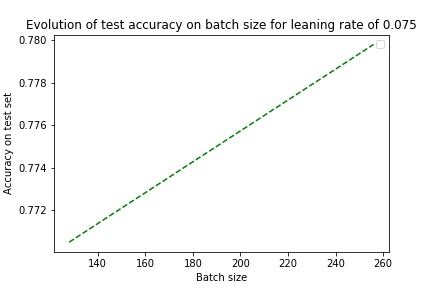 Evolution of test accuracy on batch size for leaning rate of 0.075
0.780
0.778
0.776
0.774
0.772
Accuracy on test set
140 160 180 200 220 240 260
Batch size